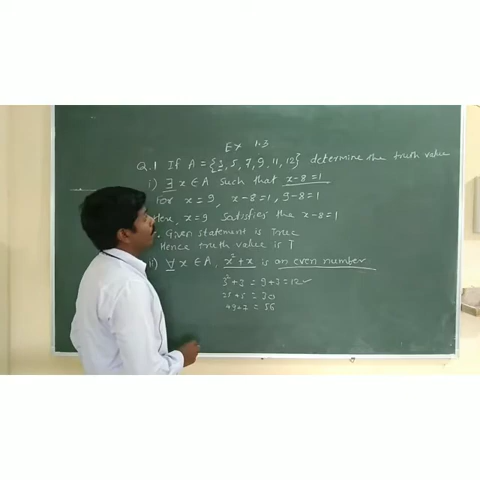 Ex 1.3
Q.1 If A = {3, 5, 7, 9, 11, 12} determine the truth value
i) ∃ x ∈ A such that x-8=1
For x = 9, x-8=1, 9-8=1
Here, x=9 satisfies the x-8=1
Given statement is True
Hence truth value is T
ii) ∀ x ∈ A, x²+x is an even number
3²+3 = 9+3=12✓
25+5 = 30
49+7 = 56